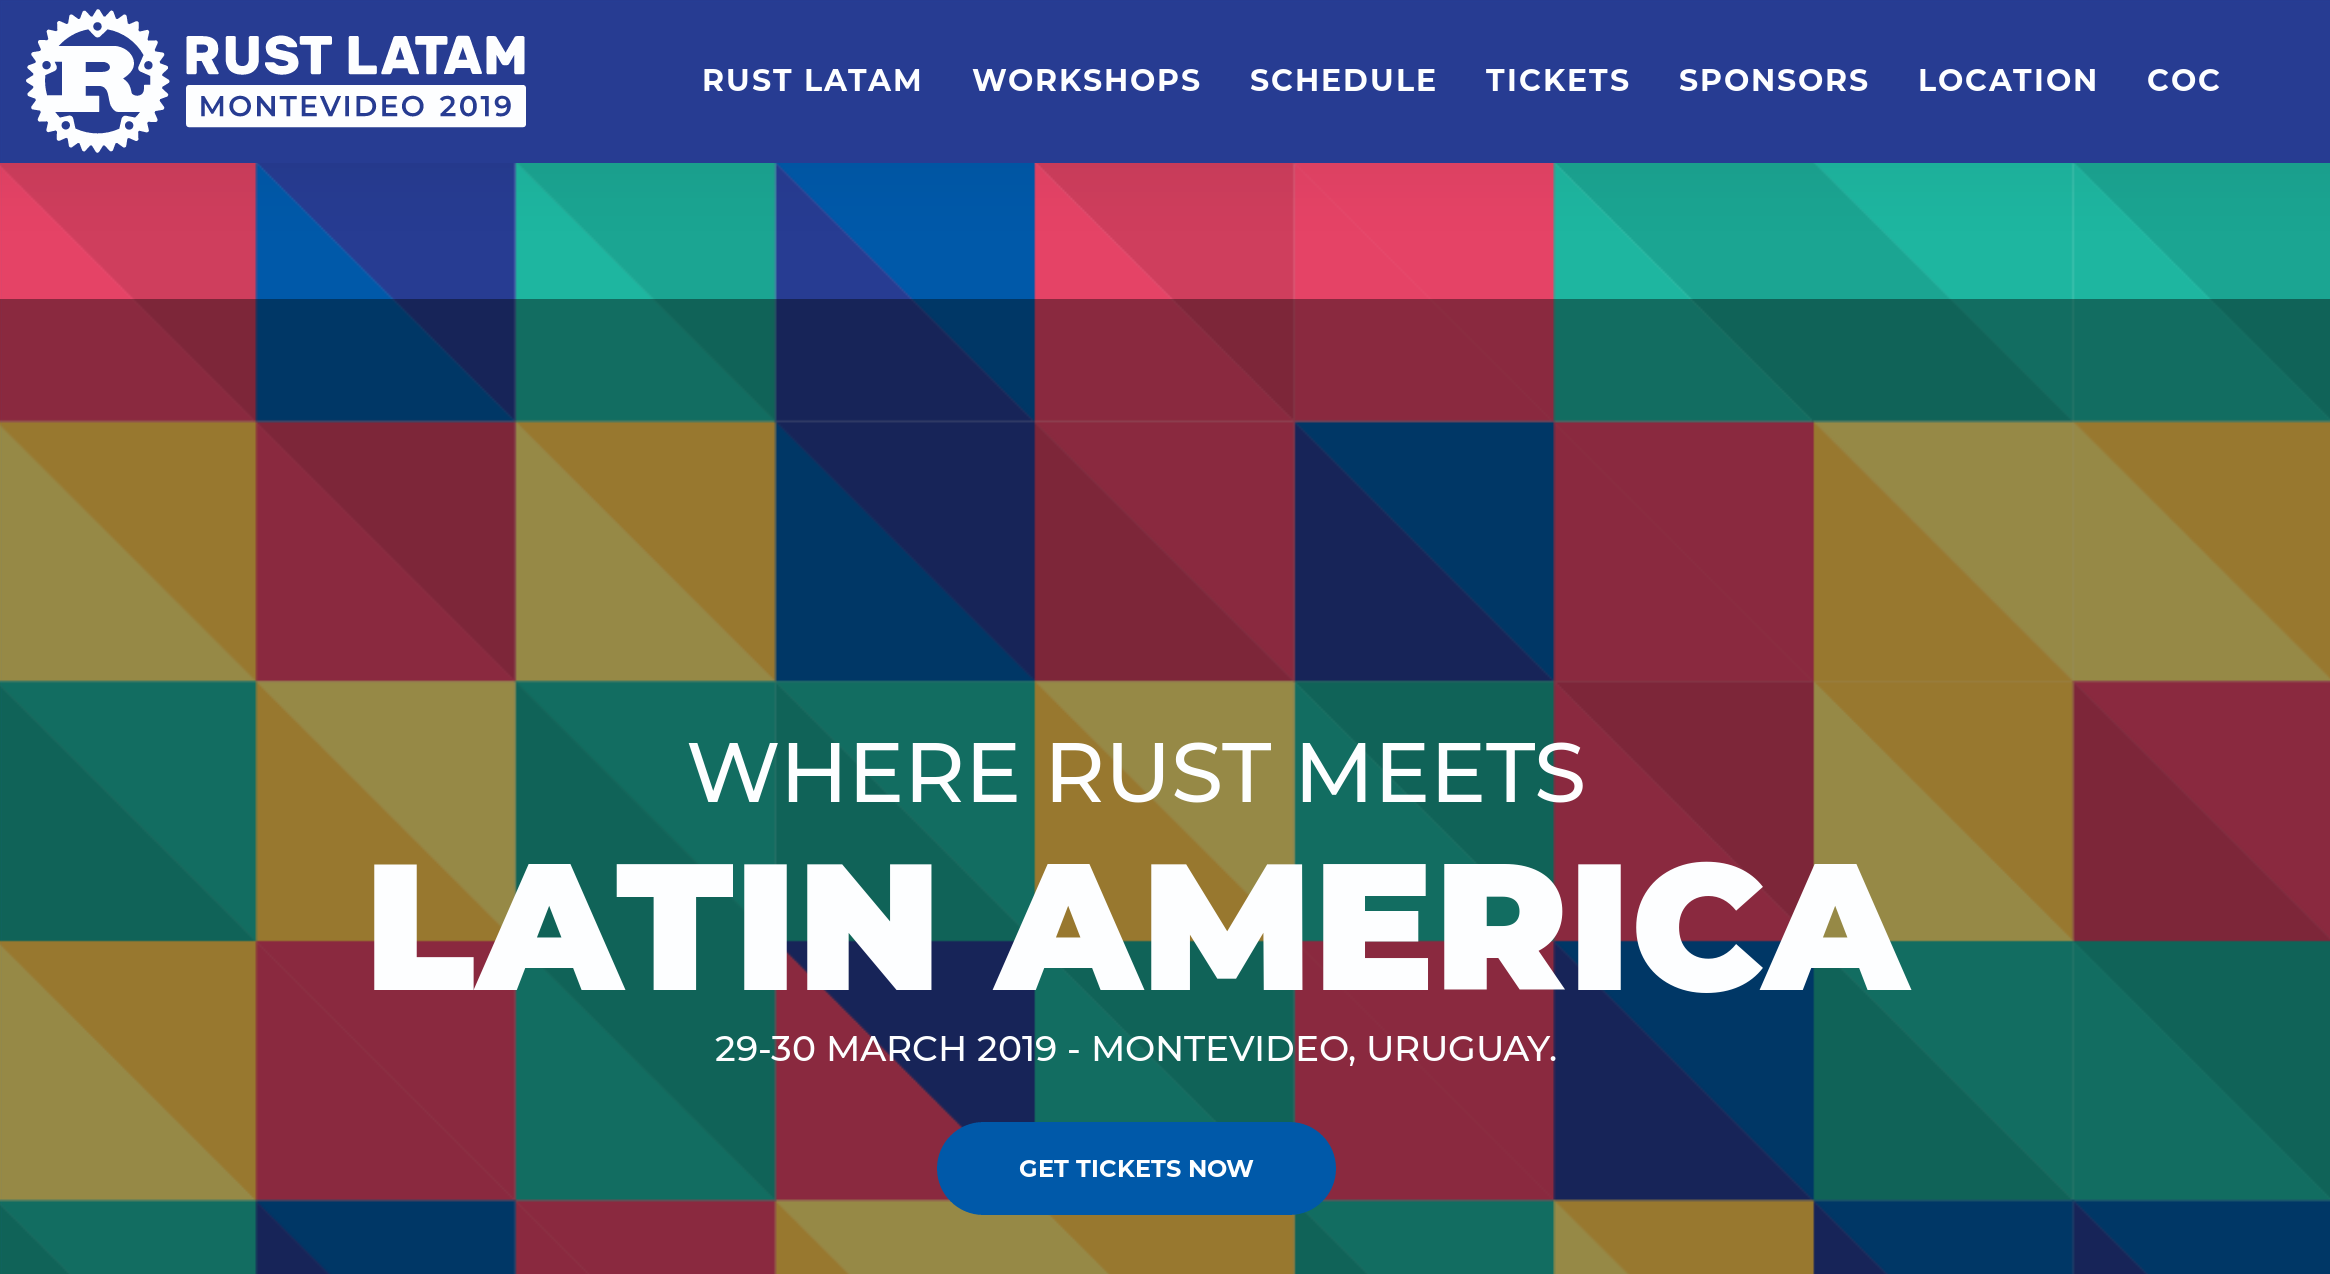 RUST LATAM
MONTEVIDEO 2019
RUST LATAM WORKSHOPS SCHEDULE TICKETS SPONSORS LOCATION COC
WHERE RUST MEETS
LATIN AMERICA
29-30 MARCH 2019 - MONTEVIDEO, URUGUAY.
GET TICKETS NOW